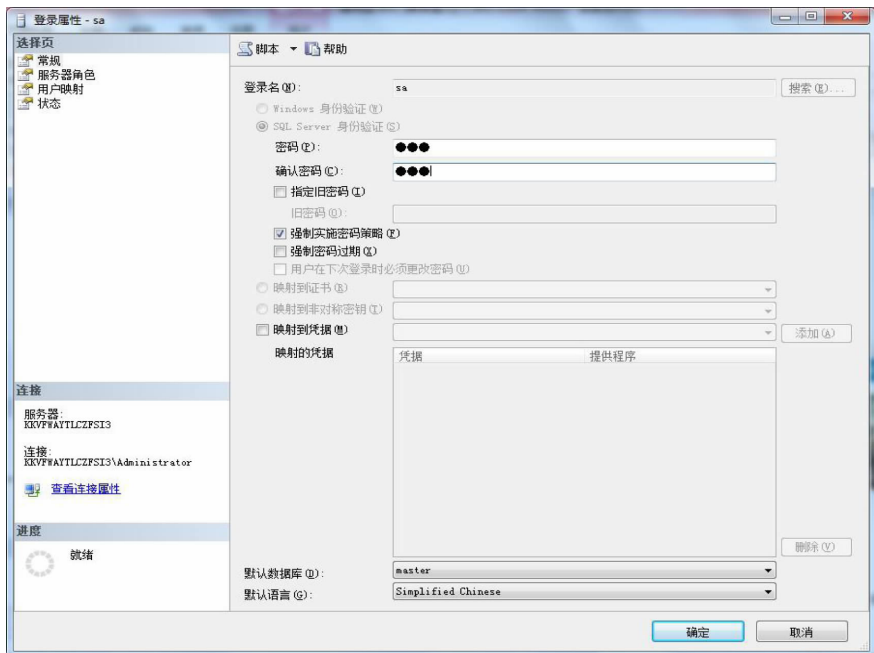 登录属性 - sa
选择页
常规
服务器角色
用户映射
状态
脚本 帮助
登录名(N): sa 搜索(E)...
Windows 身份验证(W)
SQL Server 身份验证(S)
密码(P): ●●●
确认密码(C): ●●●
指定旧密码(I)
旧密码(O):
强制实施密码策略(F)
强制密码过期(X)
用户在下次登录时必须更改密码(U)
映射到证书(R)
映射到非对称密钥(T)
映射到凭据(M) 添加(A)
映射的凭据 凭据 提供程序
连接
服务器:
KKVFWAYTLCZFSI3
连接:
KKVFWAYTLCZFSI3\Administrator
查看连接属性
进度
就绪
删除(V)
默认数据库(D): master
默认语言(G): Simplified Chinese
确定 取消